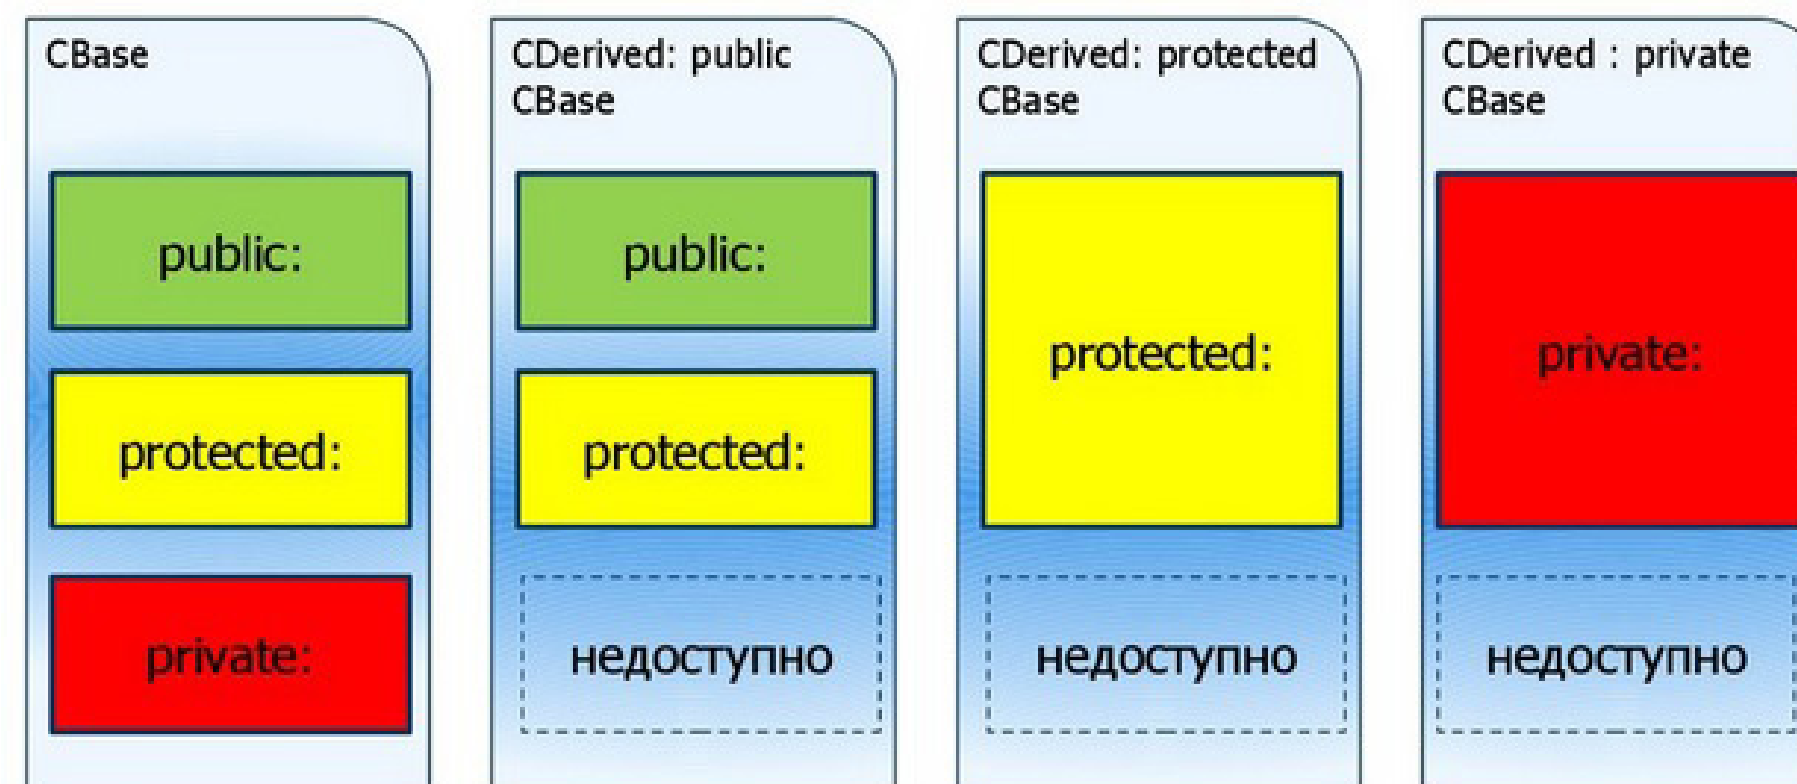 CBase
public:
protected:
private:
CDerived: public
CBase
public:
protected:
недоступно
CDerived: protected
CBase
protected:
недоступно
CDerived : private
CBase
private:
недоступно